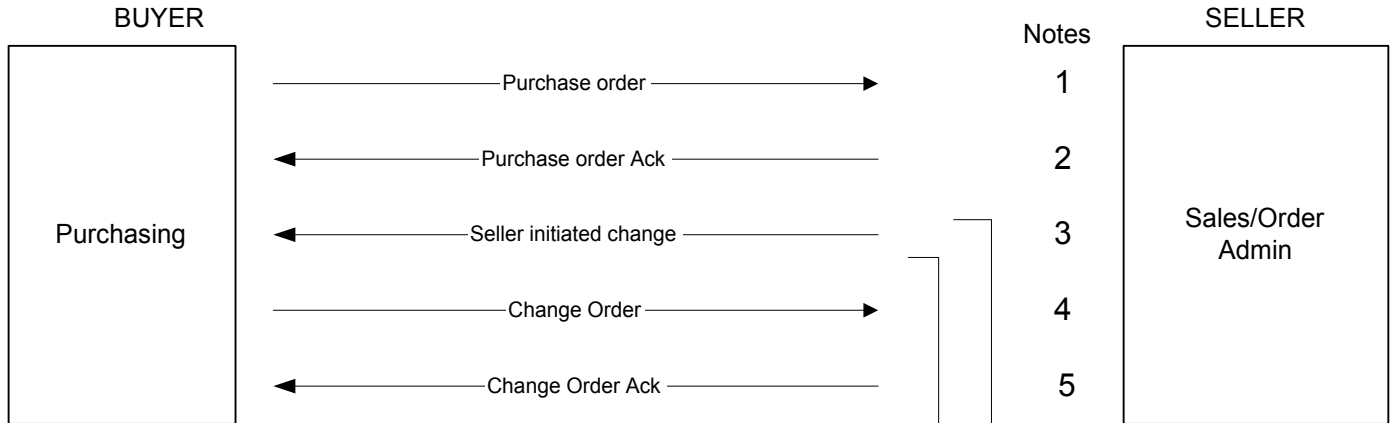 BUYER
SELLER
Notes
Purchase order
1
Purchase order Ack
2
Purchasing
Seller initiated change
3
Sales/Order
Admin
Change Order
4
Change Order Ack
5